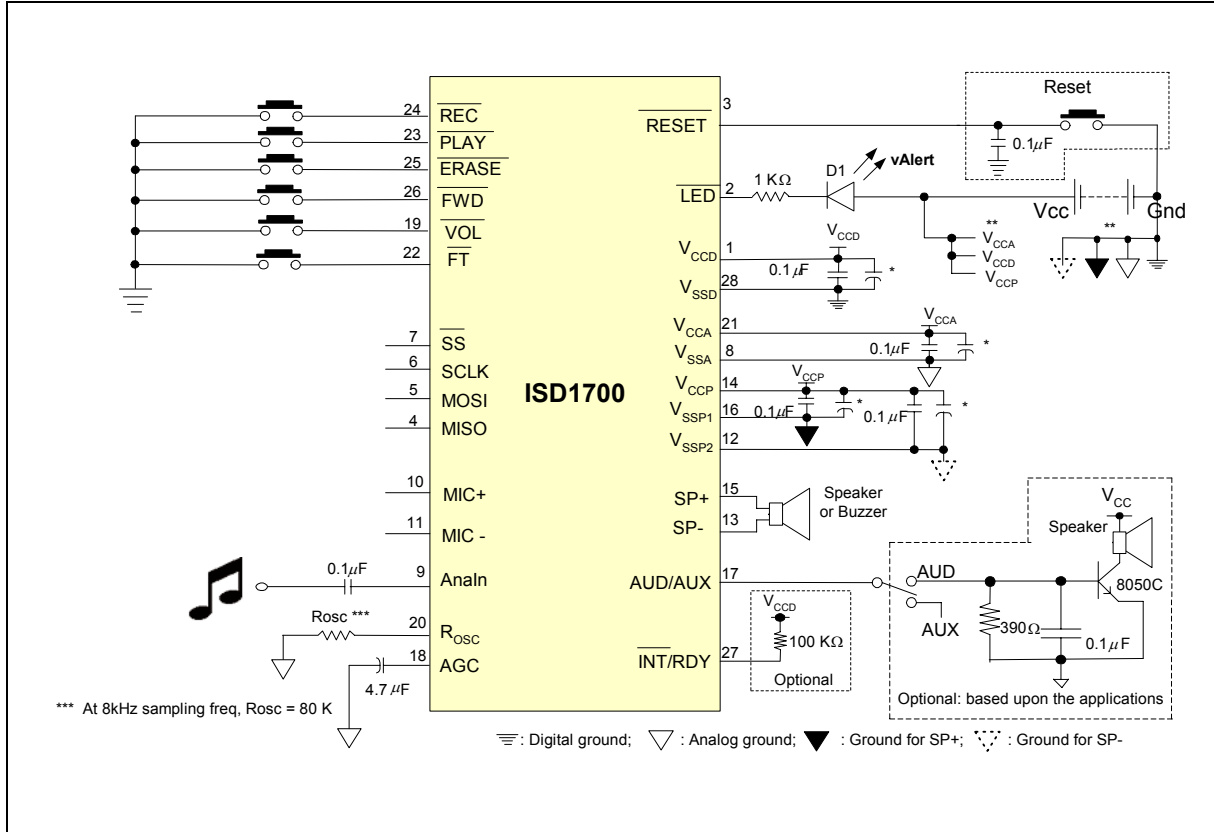 Reset
24
REC
23
PLAY
25
ERASE
26
FWD
19
VOL
22
FT
7
SS
6
SCLK
5
MOSI
4
MISO
10
MIC+
11
MIC -
0.1μF
9
AnaIn
Rosc ***
20
ROSC
18
AGC
4.7 μF
*** At 8kHz sampling freq, Rosc = 80 K
ISD1700
3
RESET
0.1μF
D1
vAlert
1 KΩ
2
LED
Vcc
Gnd
**
**
VCCA
VCCD
VCCP
VCCD
1
VCCD
0.1μF
*
28
VSSD
VCCA
21
VCCA
0.1μF
*
8
VSSA
VCCP
14
VCCP
0.1μF
*
0.1μF
*
16
VSSP1
12
VSSP2
15
SP+
13
SP-
Speaker
or Buzzer
17
AUD/AUX
AUD
AUX
VCC
Speaker
8050C
390Ω
0.1μF
Optional: based upon the applications
VCCD
100 KΩ
27
INT/RDY
Optional
: Digital ground; : Analog ground; : Ground for SP+; : Ground for SP-